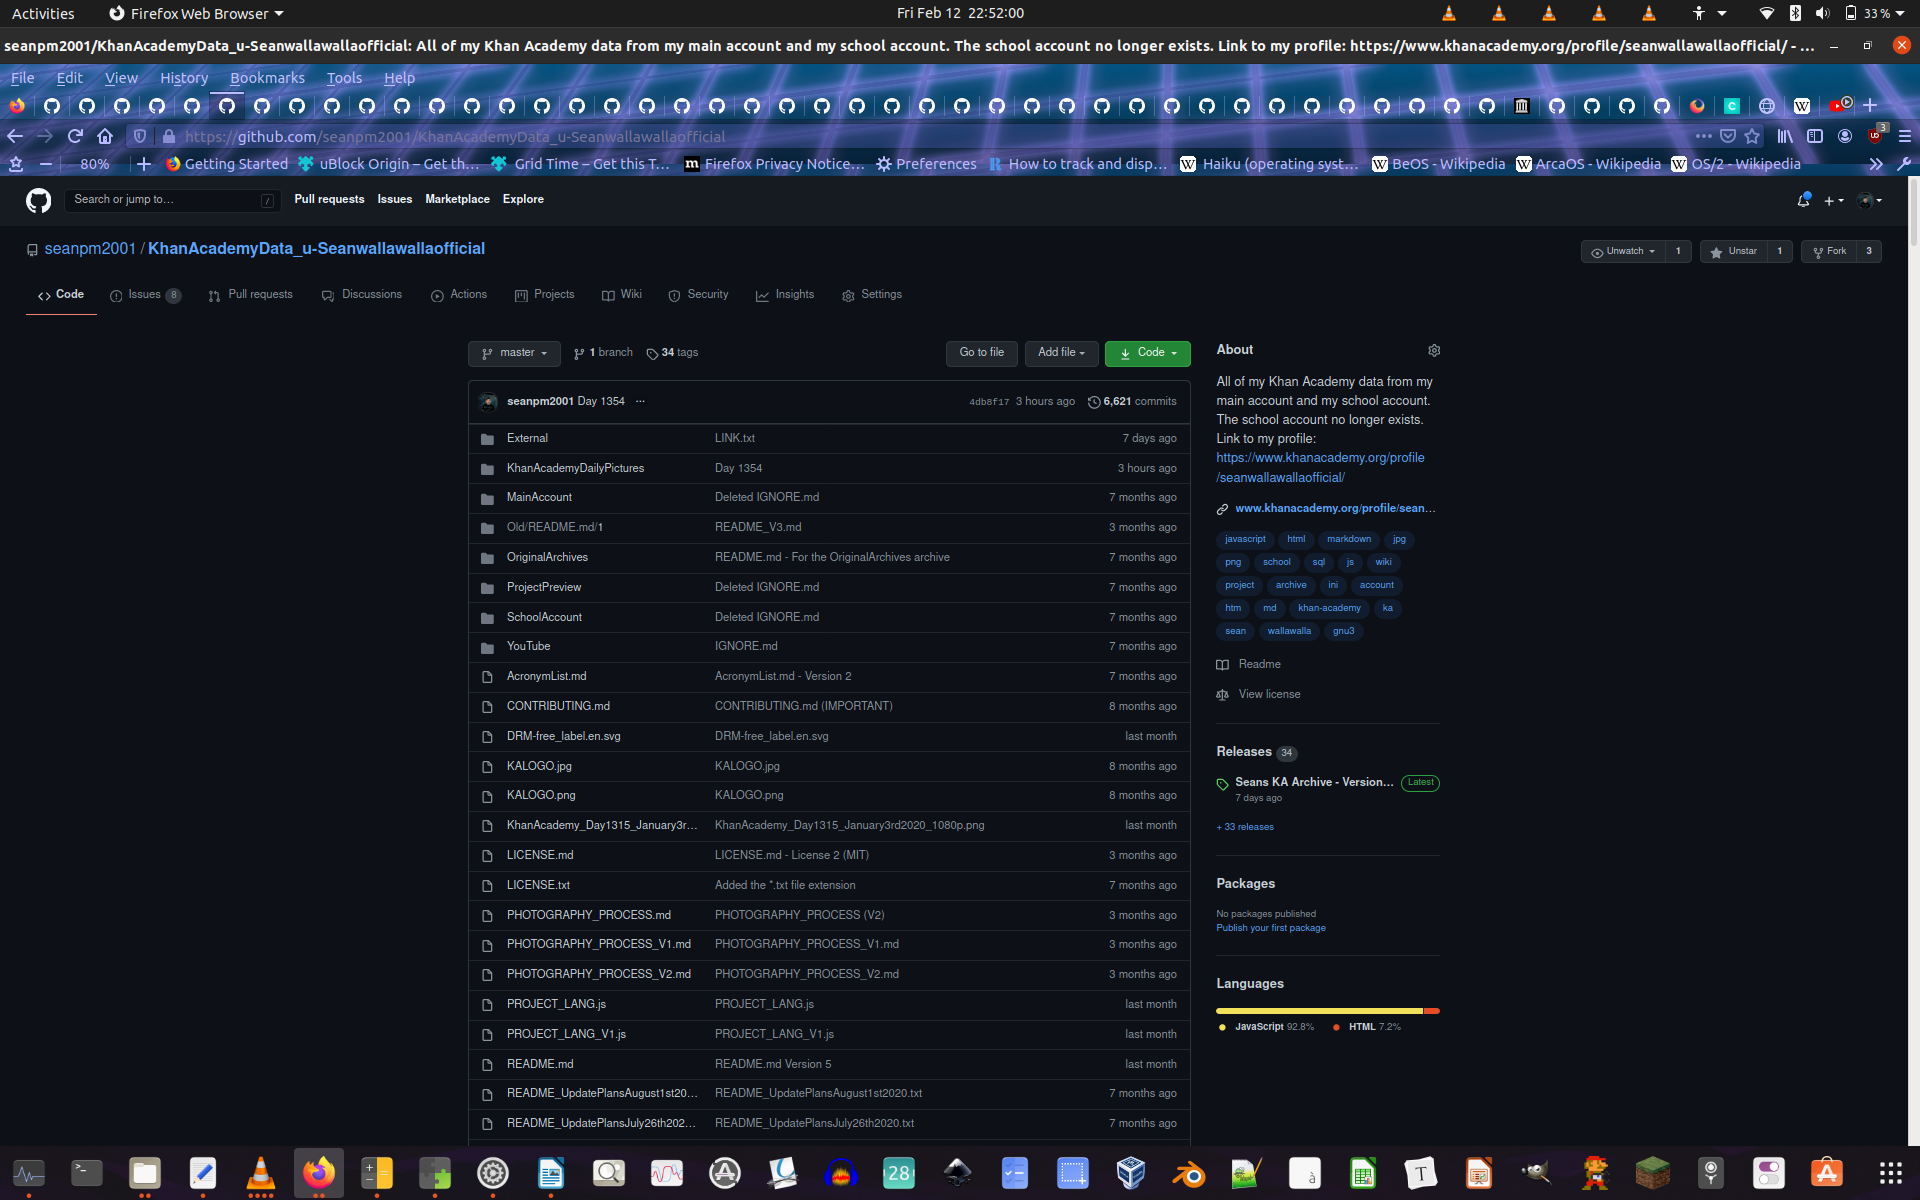 Activities Firefox Web Browser Fri Feb 12 22:52:00 33 %
seanpm2001/KhanAcademyData_u-Seanwallawallaofficial: All of my Khan Academy data from my main account and my school account. The school account no longer exists. Link to my profile: https://www.khanacademy.org/profile/seanwallawallaofficial/ - …
File Edit View History Bookmarks Tools Help
https://github.com/seanpm2001/KhanAcademyData_u-Seanwallawallaofficial 3
80% Getting Started uBlock Origin – Get th… Grid Time – Get this T… Firefox Privacy Notice… Preferences How to track and disp… Haiku (operating syst… BeOS - Wikipedia ArcaOS - Wikipedia OS/2 - Wikipedia
Search or jump to… / Pull requests Issues Marketplace Explore
seanpm2001 / KhanAcademyData_u-Seanwallawallaofficial Unwatch 1 Unstar 1 Fork 3
Code Issues 8 Pull requests Discussions Actions Projects Wiki Security Insights Settings
master 1 branch 34 tags Go to file Add file Code
seanpm2001 Day 1354 … 4db8f17 3 hours ago 6,621 commits
External LINK.txt 7 days ago
KhanAcademyDailyPictures Day 1354 3 hours ago
MainAccount Deleted IGNORE.md 7 months ago
Old/README.md/1 README_V3.md 3 months ago
OriginalArchives README.md - For the OriginalArchives archive 7 months ago
ProjectPreview Deleted IGNORE.md 7 months ago
SchoolAccount Deleted IGNORE.md 7 months ago
YouTube IGNORE.md 7 months ago
AcronymList.md AcronymList.md - Version 2 7 months ago
CONTRIBUTING.md CONTRIBUTING.md (IMPORTANT) 8 months ago
DRM-free_label.en.svg DRM-free_label.en.svg last month
KALOGO.jpg KALOGO.jpg 8 months ago
KALOGO.png KALOGO.png 8 months ago
KhanAcademy_Day1315_January3r… KhanAcademy_Day1315_January3rd2020_1080p.png last month
LICENSE.md LICENSE.md - License 2 (MIT) 3 months ago
LICENSE.txt Added the *.txt file extension 7 months ago
PHOTOGRAPHY_PROCESS.md PHOTOGRAPHY_PROCESS (V2) 3 months ago
PHOTOGRAPHY_PROCESS_V1.md PHOTOGRAPHY_PROCESS_V1.md 3 months ago
PHOTOGRAPHY_PROCESS_V2.md PHOTOGRAPHY_PROCESS_V2.md 3 months ago
PROJECT_LANG.js PROJECT_LANG.js last month
PROJECT_LANG_V1.js PROJECT_LANG_V1.js last month
README.md README.md Version 5 last month
README_UpdatePlansAugust1st20… README_UpdatePlansAugust1st2020.txt 7 months ago
README_UpdatePlansJuly26th202… README_UpdatePlansJuly26th2020.txt 7 months ago
About
All of my Khan Academy data from my
main account and my school account.
The school account no longer exists.
Link to my profile:
https://www.khanacademy.org/profile
/seanwallawallaofficial/
www.khanacademy.org/profile/sean…
javascript html markdown jpg
png school sql js wiki
project archive ini account
htm md khan-academy ka
sean wallawalla gnu3
Readme
View license
Releases 34
Seans KA Archive - Version… Latest
7 days ago
+ 33 releases
Packages
No packages published
Publish your first package
Languages
JavaScript 92.8% HTML 7.2%
28